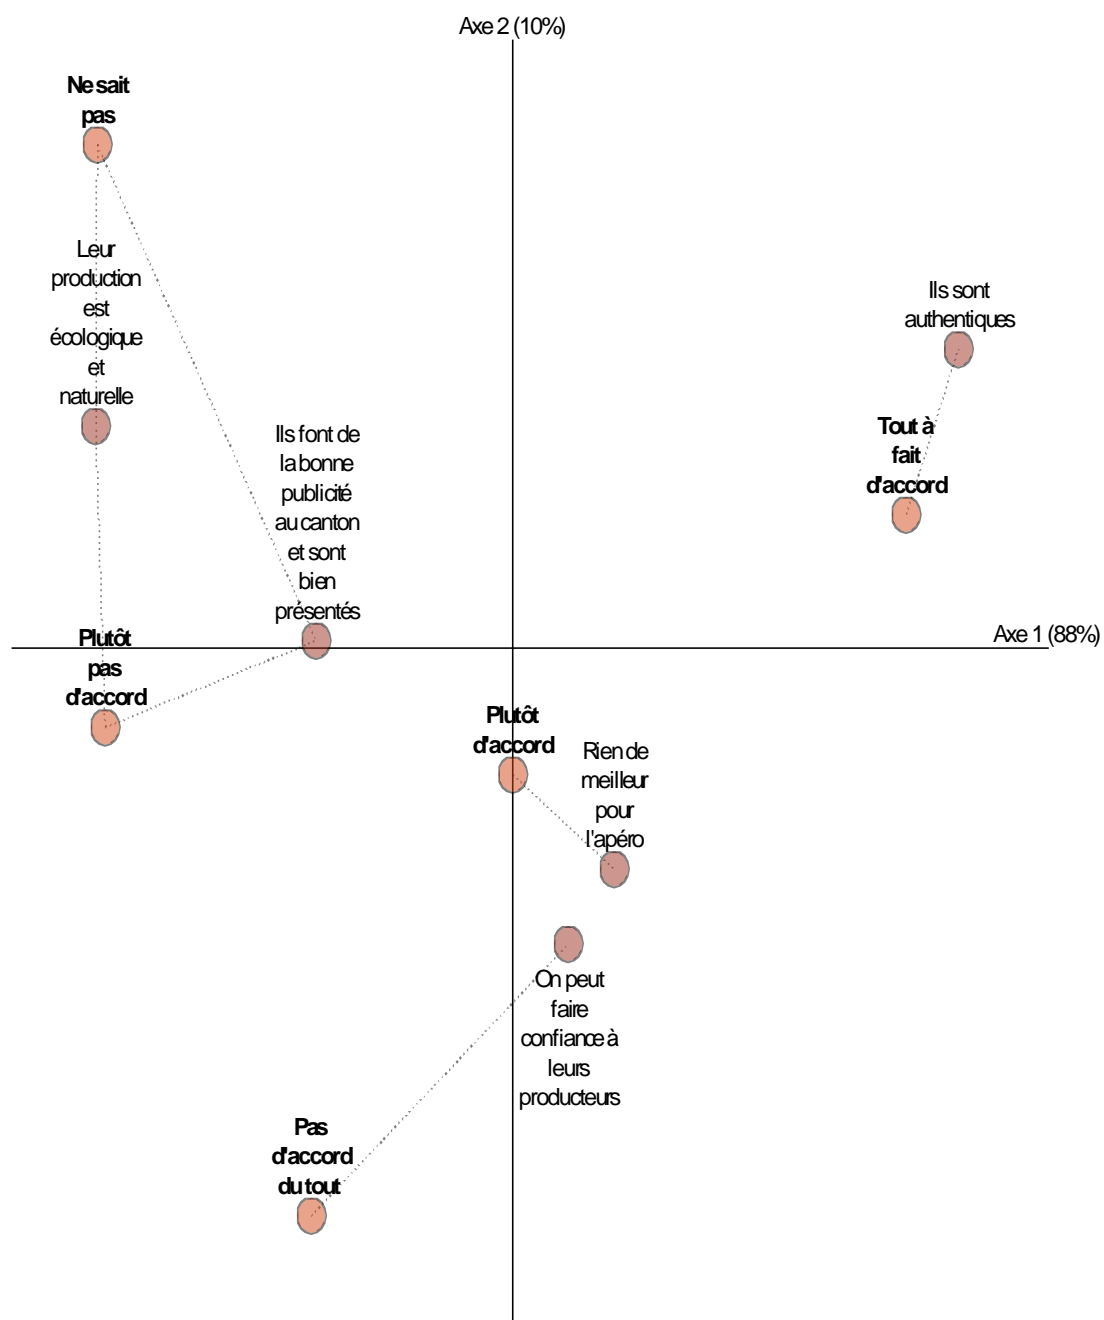 Axe 2 (10%)
Ne sait
pas
Leur
production
est
écologique
et
naturelle
Ils sont
authentiques
Tout à
fait
d'accord
Ils font de
la bonne
publicité
au canton
et sont
bien
présentés
Axe 1 (88%)
Plutôt
pas
d'accord
Plutôt
d'accord
Rien de
meilleur
pour
l'apéro
On peut
faire
confiance à
leurs
producteurs
Pas
d'accord
du tout